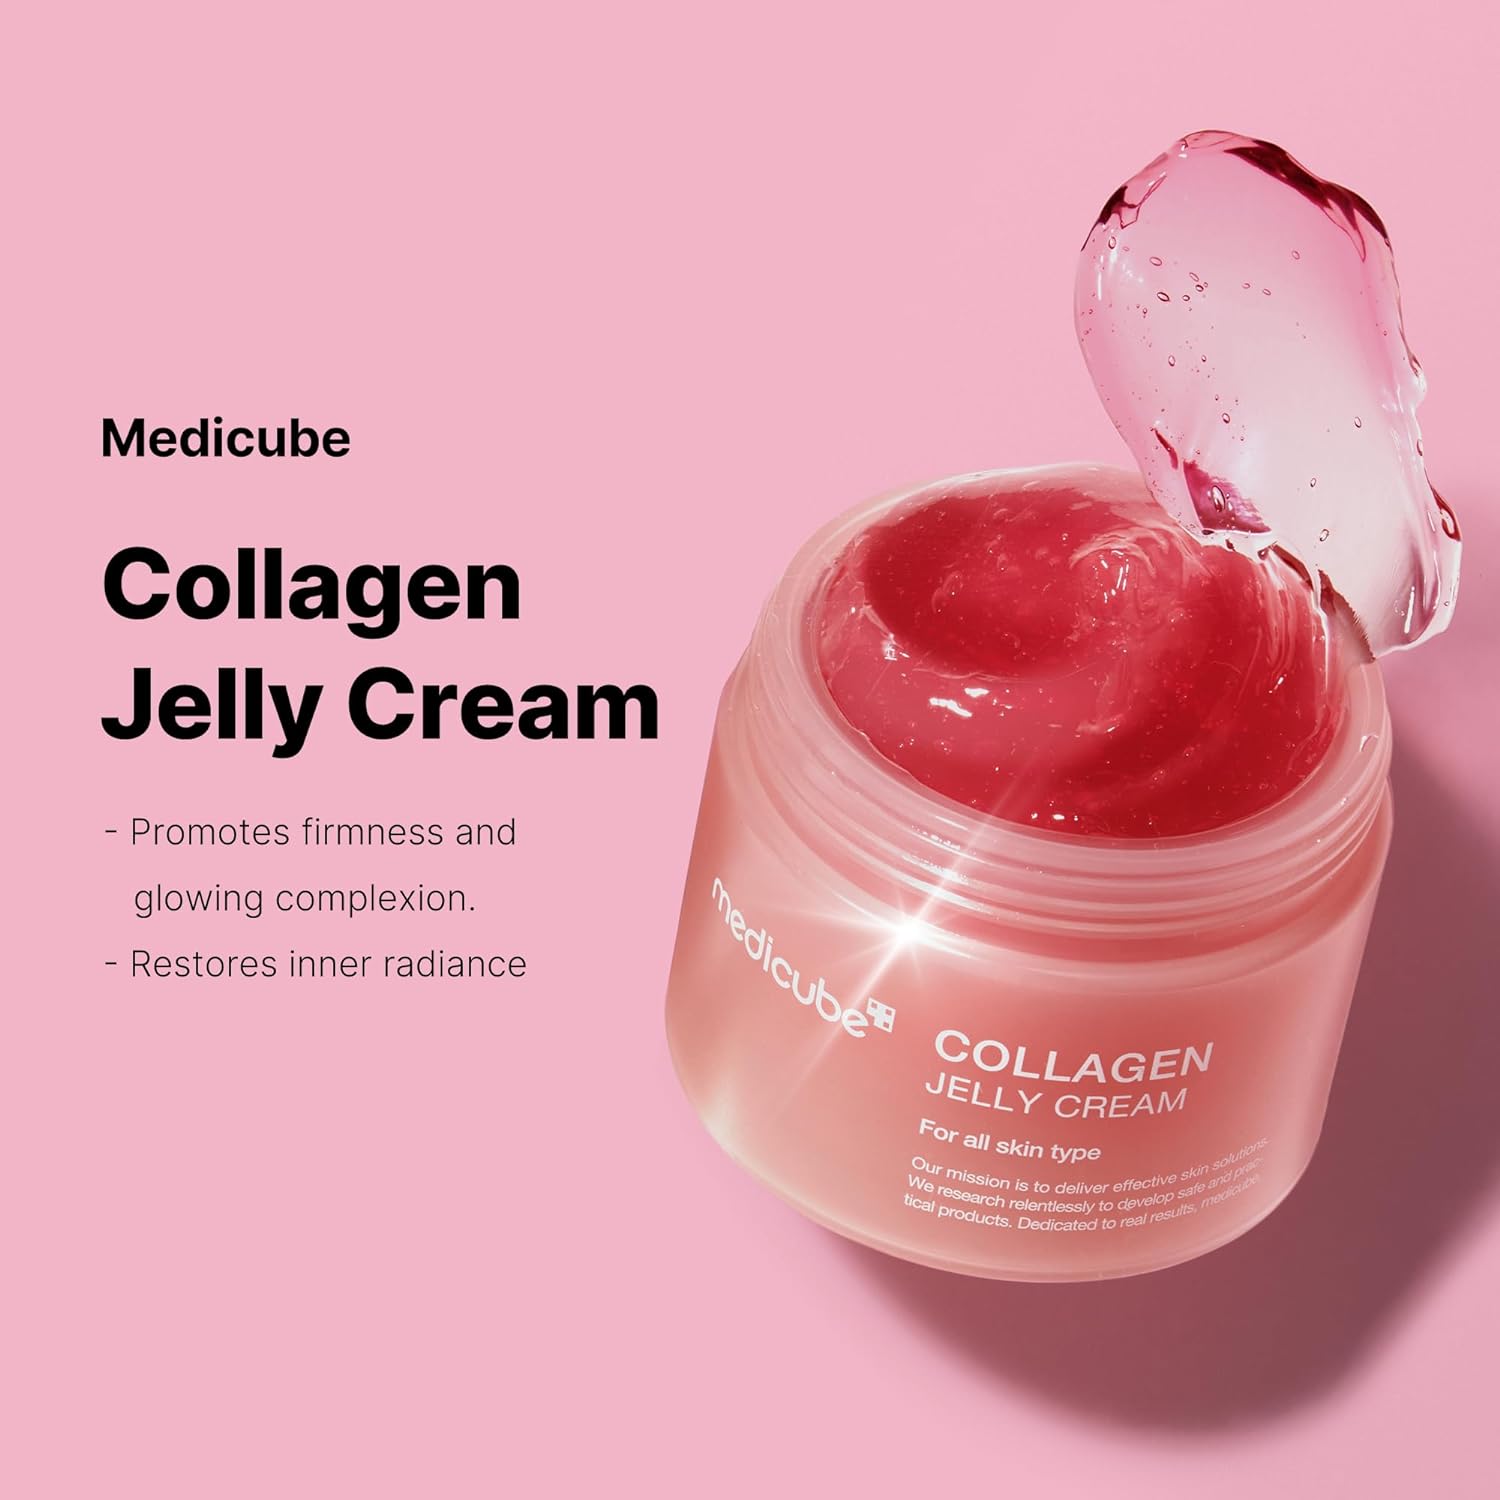 Medicube
Collagen
Jelly Cream
- Promotes firmness and
glowing complexion.
- Restores inner radiance
medicube
COLLAGEN
JELLY CREAM
For all skin type
Our mission is to deliver effective skin solutions.
We research relentlessly to develop safe and prac-
tical products. Dedicated to real results, medicube.